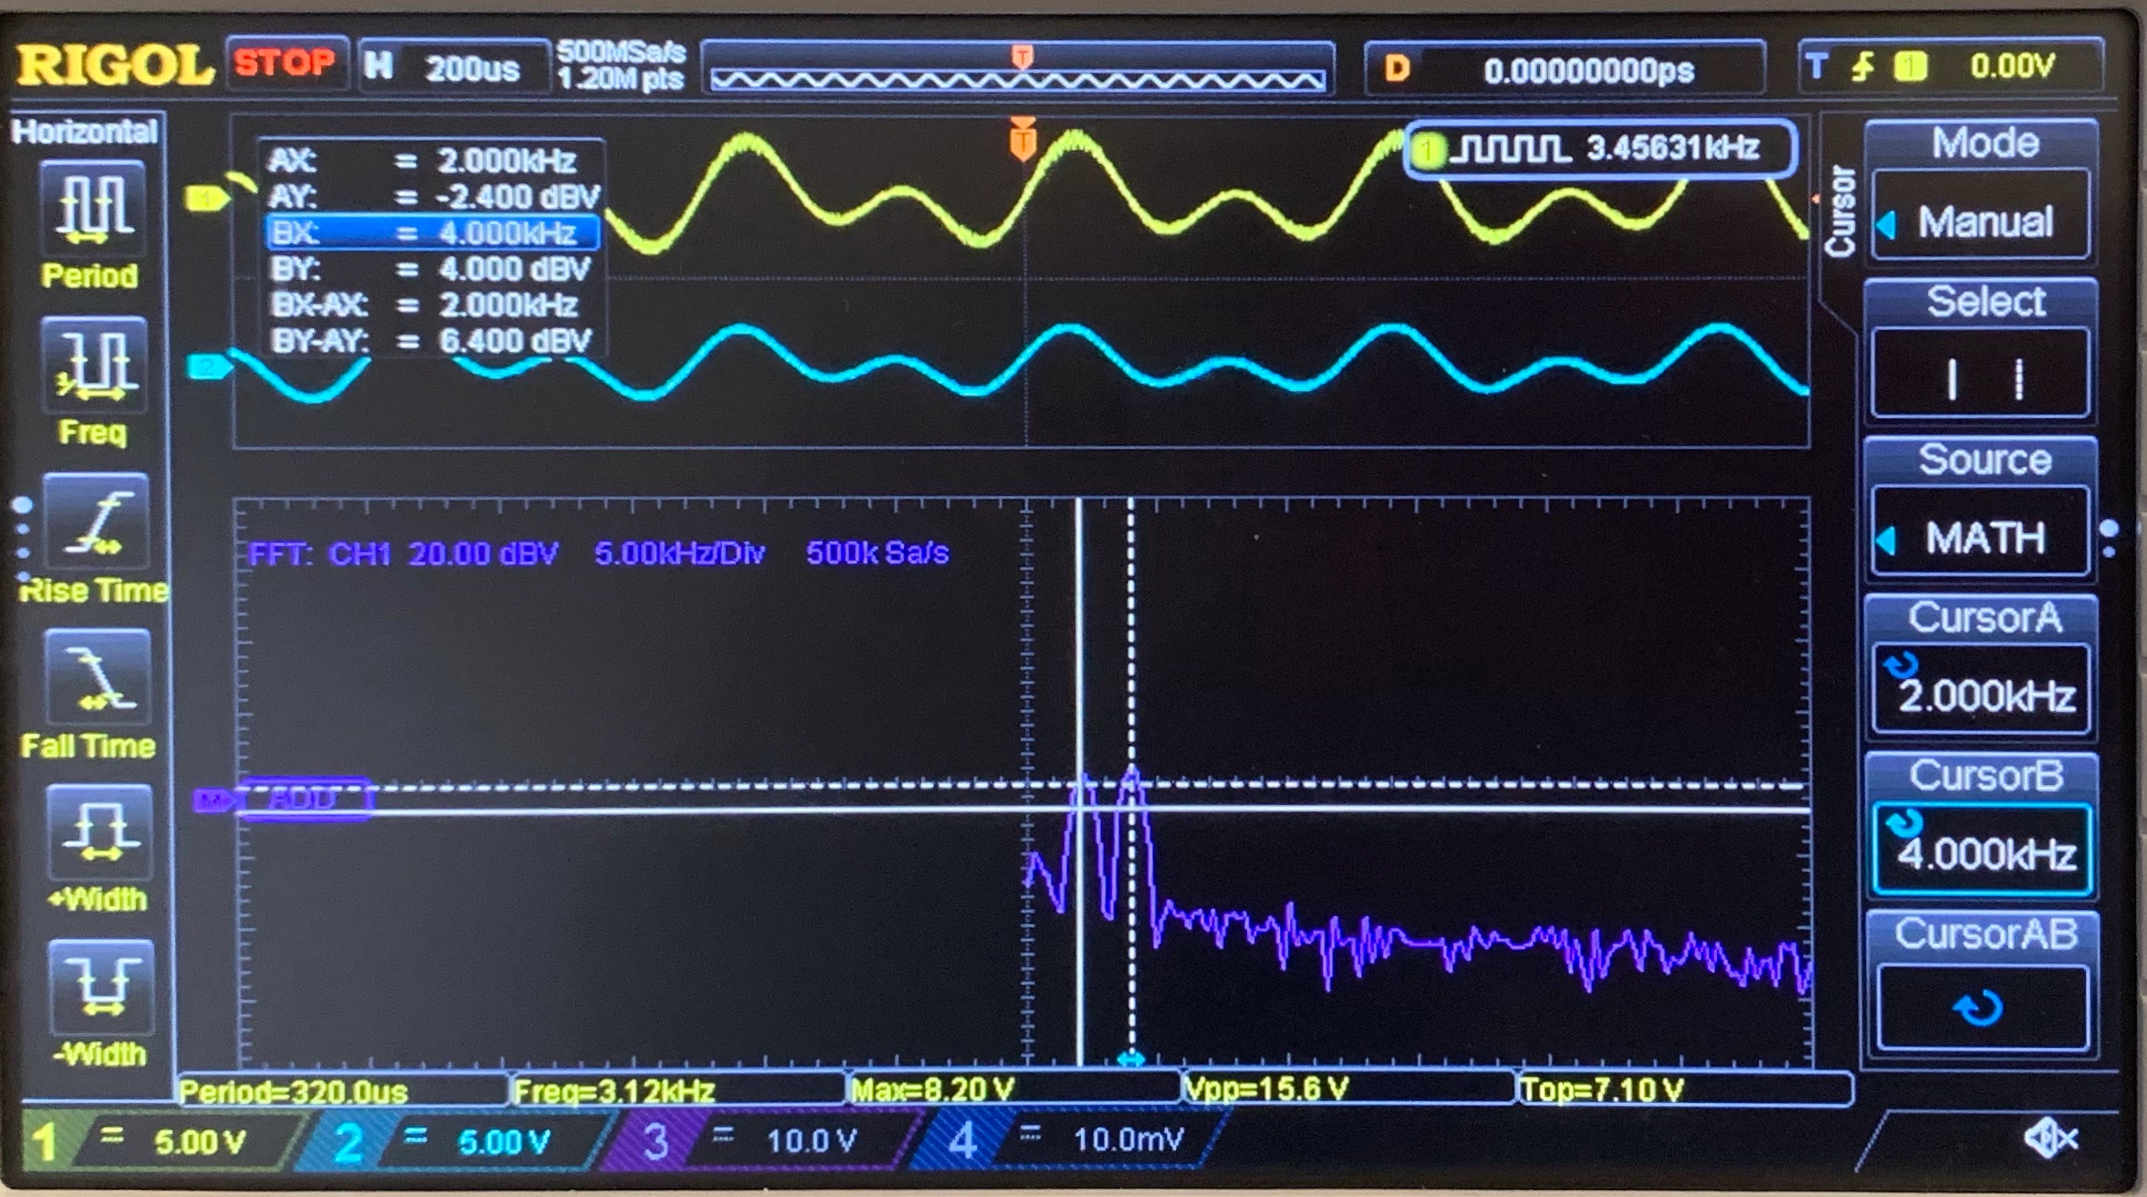 RIGOL STOP H 200us 500MSa/s 1.20M pts T D 0.00000000ps T 1 0.00V
Horizontal
Period
Freq
Rise Time
Fall Time
+Width
-Width
1
2
AX: = 2.000kHz
AY: = -2.400 dBV
BX: = 4.000kHz
BY: = 4.000 dBV
BX-AX: = 2.000kHz
BY-AY: = 6.400 dBV
T
1 3.45631kHz
FFT: CH1 20.00 dBV 5.00kHz/Div 500k Sa/s
M ADD
Cursor
Mode
Manual
Select
Source
MATH
CursorA
2.000kHz
CursorB
4.000kHz
CursorAB
Period=320.0us Freq=3.12kHz Max=8.20 V Vpp=15.6 V Top=7.10 V
1 = 5.00 V 2 = 5.00 V 3 = 10.0 V 4 = 10.0mV